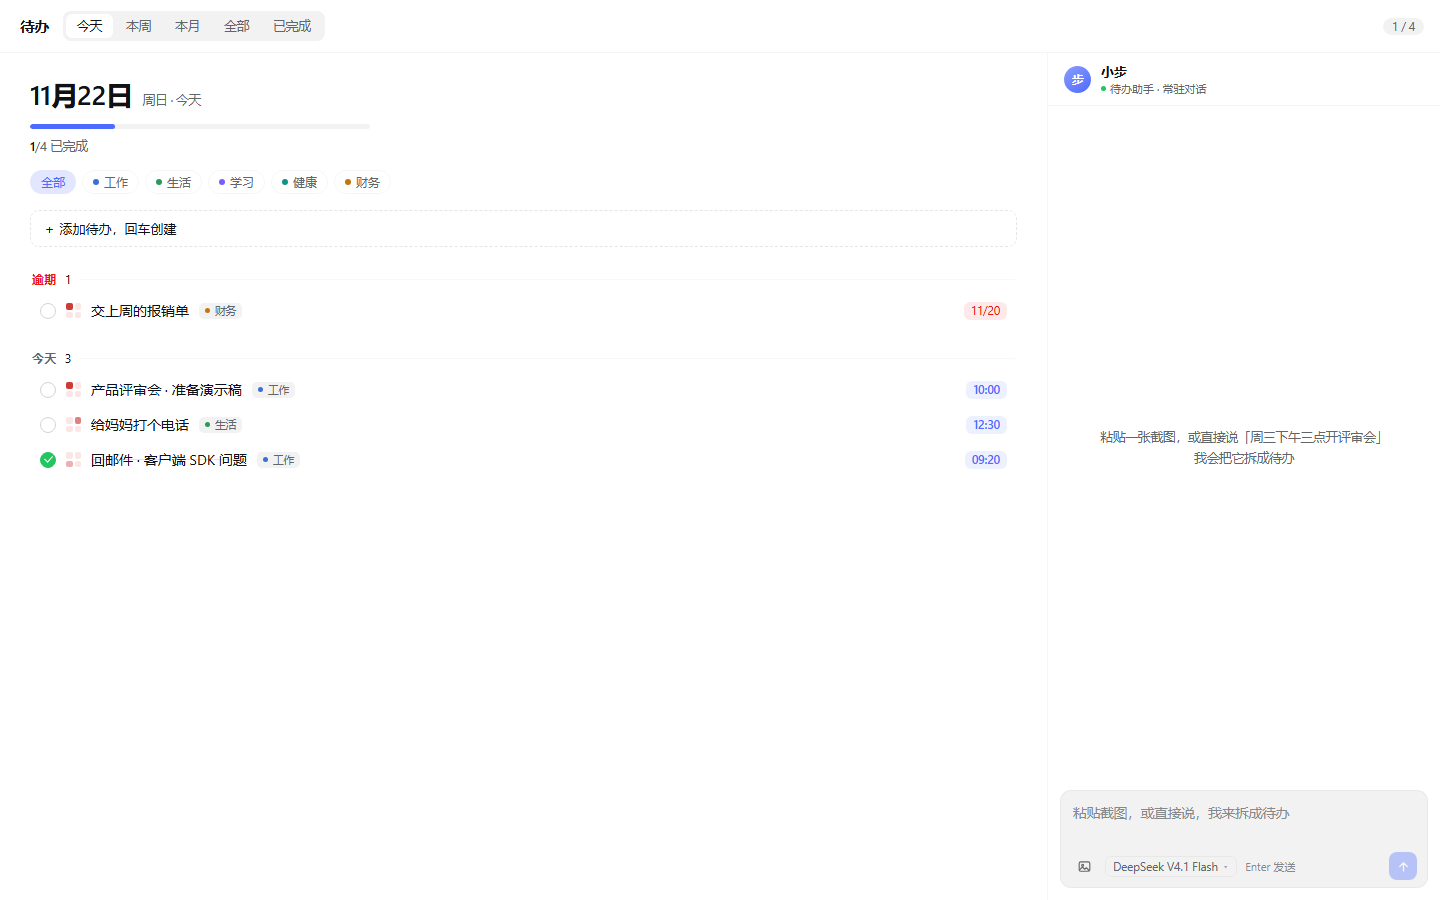 待办 今天 本周 本月 全部 已完成 1 / 4
11月22日 周日 · 今天
1/4 已完成
全部 工作 生活 学习 健康 财务
+ 添加待办，回车创建
逾期 1
交上周的报销单 财务 11/20
今天 3
产品评审会 · 准备演示稿 工作 10:00
给妈妈打个电话 生活 12:30
回邮件 · 客户端 SDK 问题 工作 09:20
步 小步
待办助手 · 常驻对话
粘贴一张截图，或直接说「周三下午三点开评审会」
我会把它拆成待办
粘贴截图，或直接说，我来拆成待办
DeepSeek V4.1 Flash Enter 发送